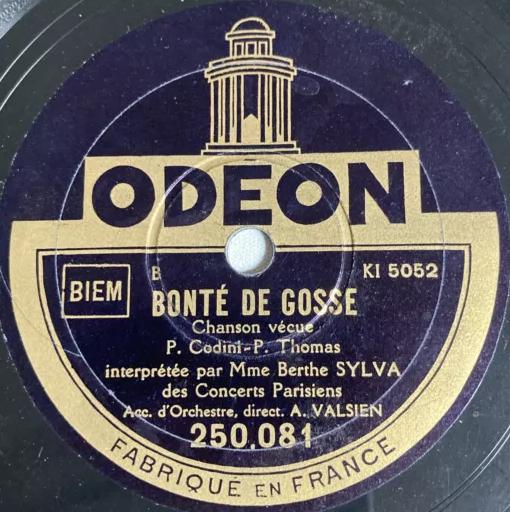 ODEON
B
KI 5052
BIEM
BONTÉ DE GOSSE
Chanson vécue
P. Codini-P. Thomas
interprétée par Mme Berthe SYLVA
des Concerts Parisiens
Acc. d'Orchestre, direct. A. VALSIEN
250.081
FABRIQUÉ EN FRANCE